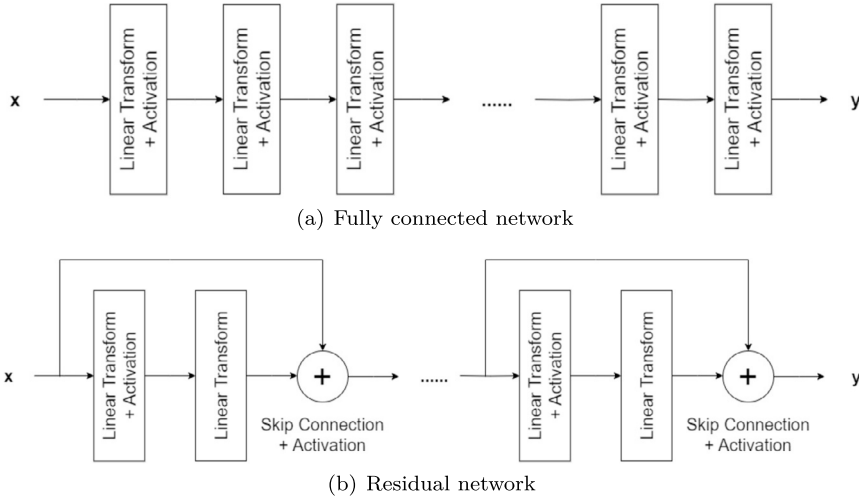 x
Linear Transform
+ Activation
Linear Transform
+ Activation
Linear Transform
+ Activation
......
Linear Transform
+ Activation
Linear Transform
+ Activation
y
(a) Fully connected network
x
Linear Transform
+ Activation
Linear Transform
+
Skip Connection
+ Activation
......
Linear Transform
+ Activation
Linear Transform
+
Skip Connection
+ Activation
y
(b) Residual network